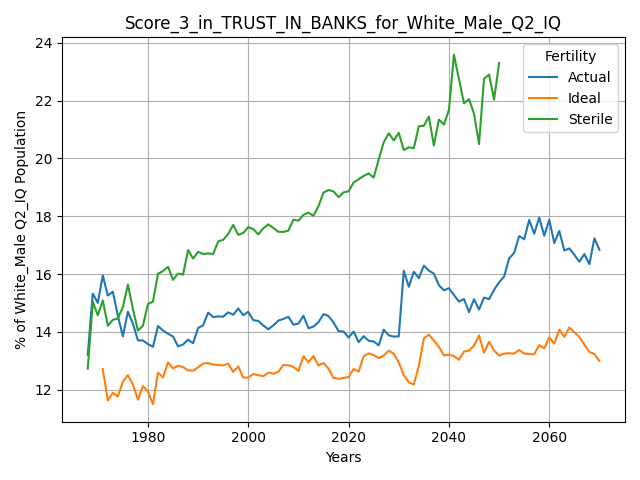 Score_3_in_TRUST_IN_BANKS_for_White_Male_Q2_IQ
Fertility
Actual
Ideal
Sterile
% of White_Male Q2_IQ Population
24
22
20
18
16
14
12
1980
2000
2020
2040
2060
Years